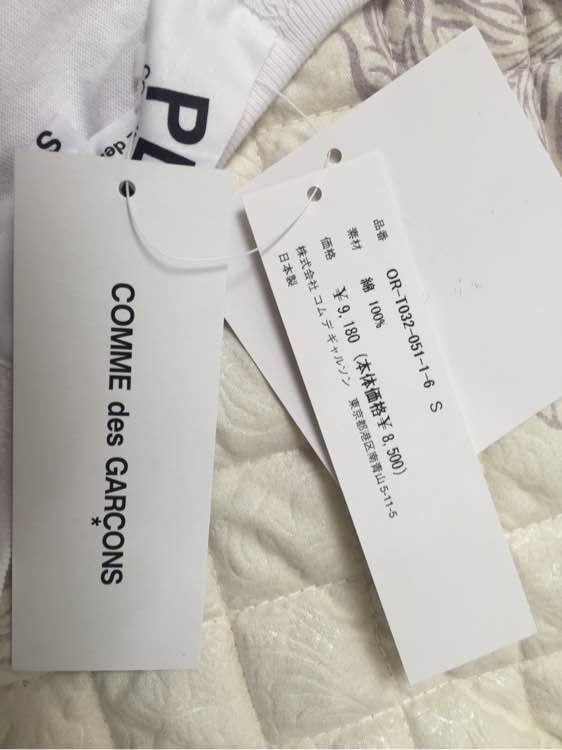 PL
COMME des GARÇONS
*
品番 OR-T032-051-1-6 S
素材 綿 100%
価格 ¥9,180 (本体価格¥8,500)
株式会社 コム デ ギャルソン 東京都港区南青山5-11-5
日本製